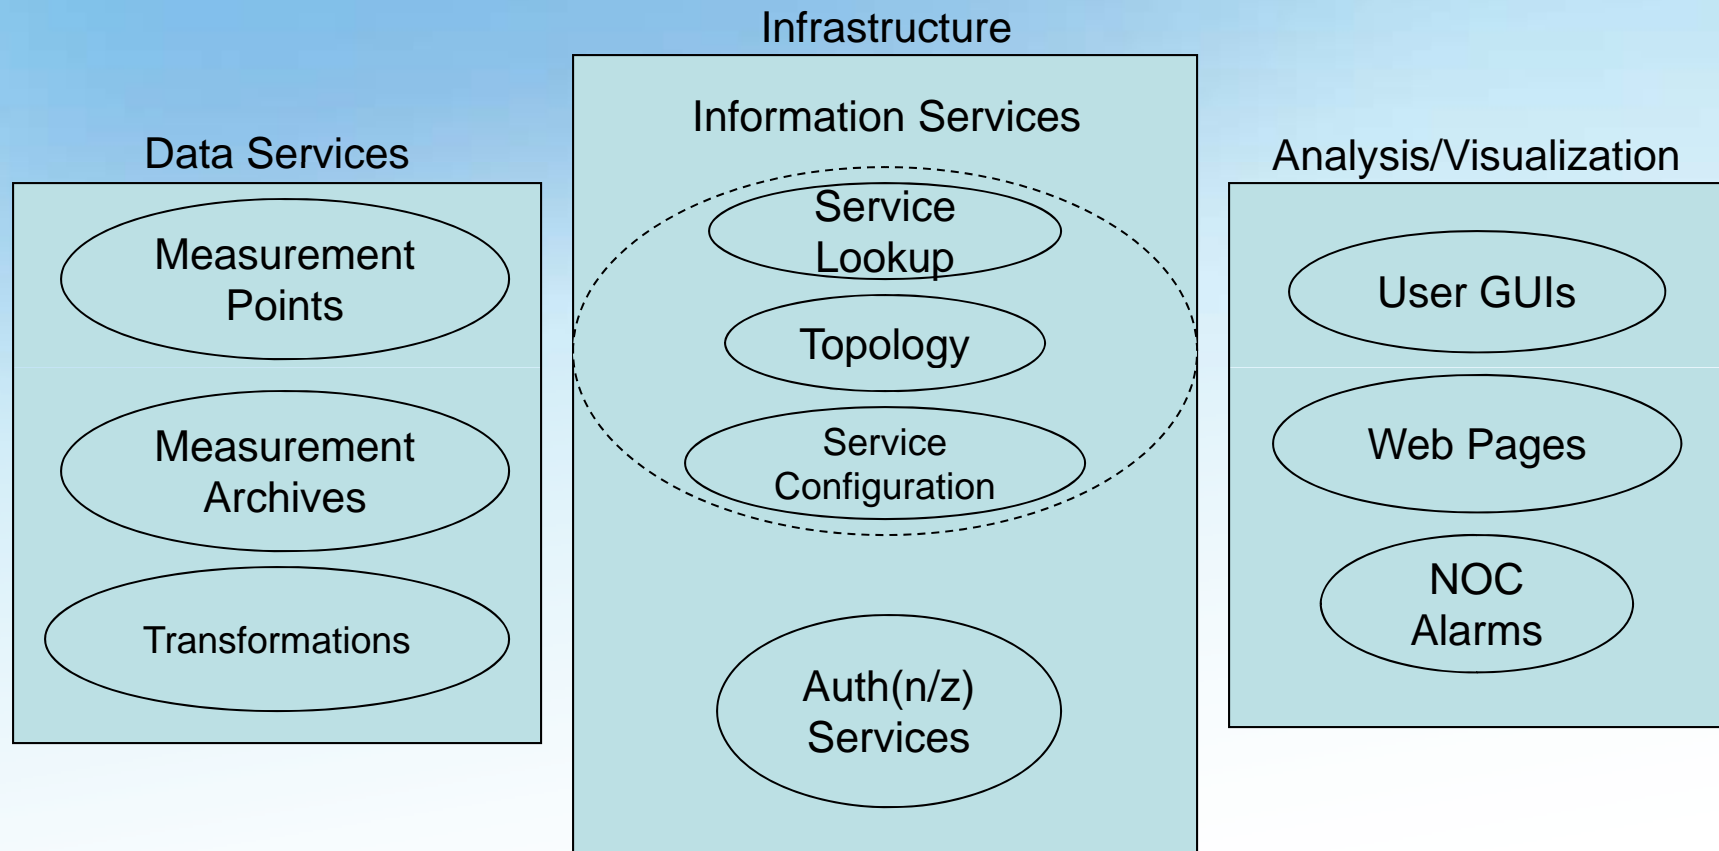 Infrastructure
Data Services
Measurement
Points
Measurement
Archives
Transformations
Information Services
Service
Lookup
Topology
Service
Configuration
Auth(n/z)
Services
Analysis/Visualization
User GUIs
Web Pages
NOC
Alarms